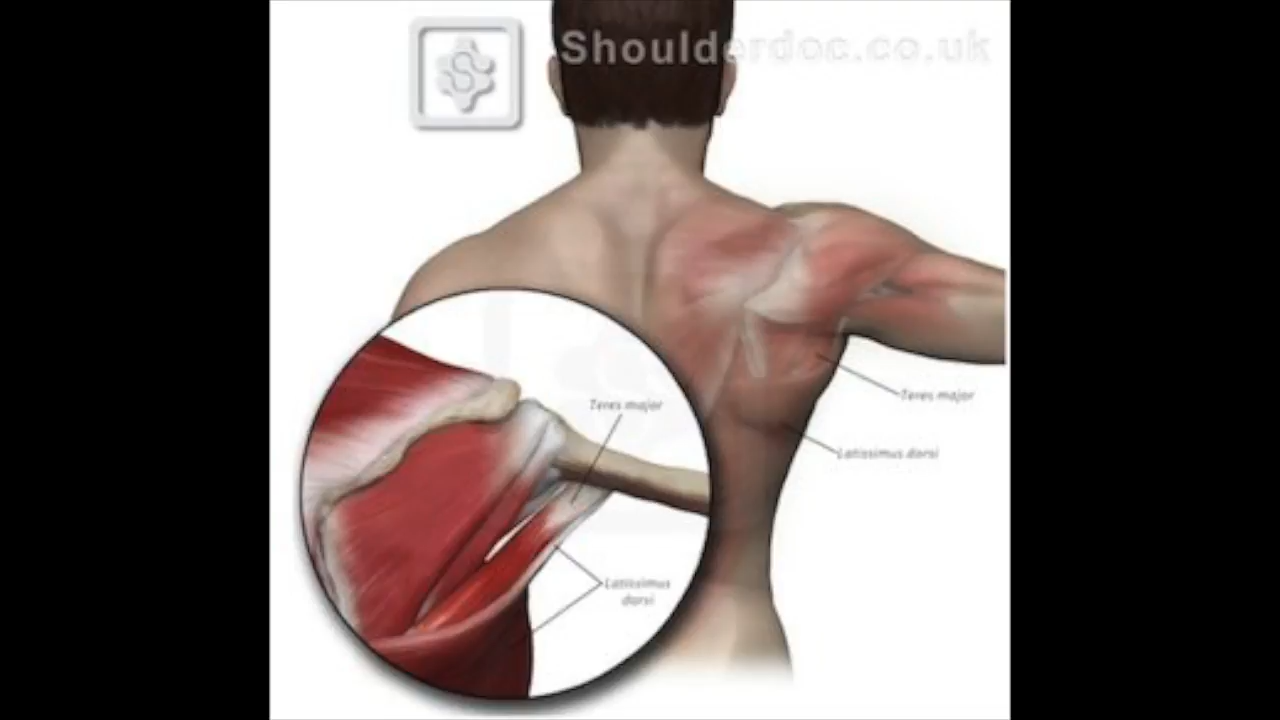 Shoulderdoc.co.uk
Teres major
Latissimus dorsi
Teres major
Latissimus
dorsi